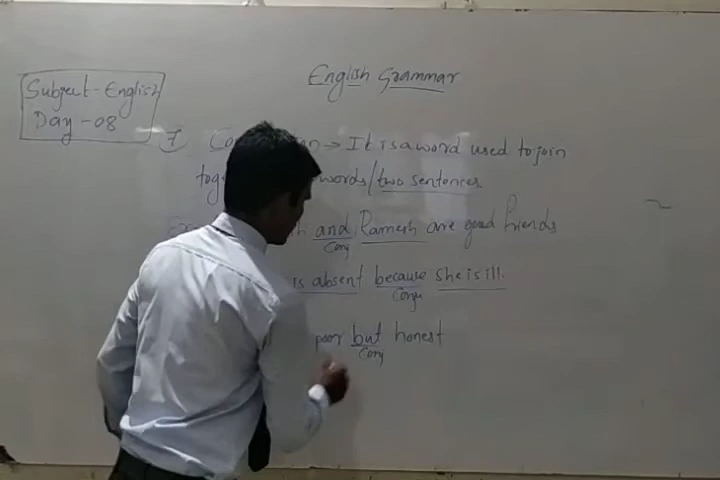 English Grammar
Subject - English
Day - 08
7 → It is a word used to join
words/two sentences.
and Ramesh are good friends
Conj
is absent because she is ill.
Conj
poor but honest
Conj